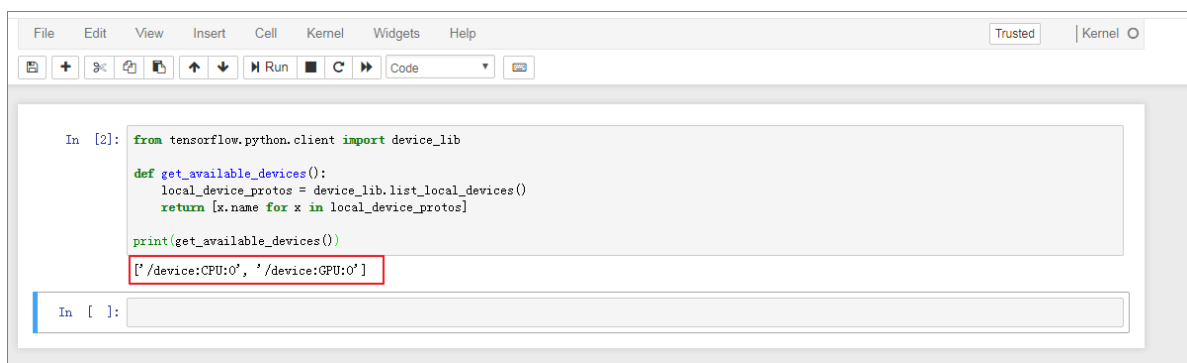 File Edit View Insert Cell Kernel Widgets Help Trusted Kernel
Run Code
In [2]: from tensorflow.python.client import device_lib
def get_available_devices():
    local_device_protos = device_lib.list_local_devices()
    return [x.name for x in local_device_protos]
print(get_available_devices())
['/device:CPU:0', '/device:GPU:0']
In [ ]: